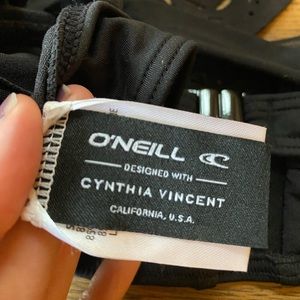 O'NEILL
DESIGNED WITH
CYNTHIA VINCENT
CALIFORNIA, U.S.A.